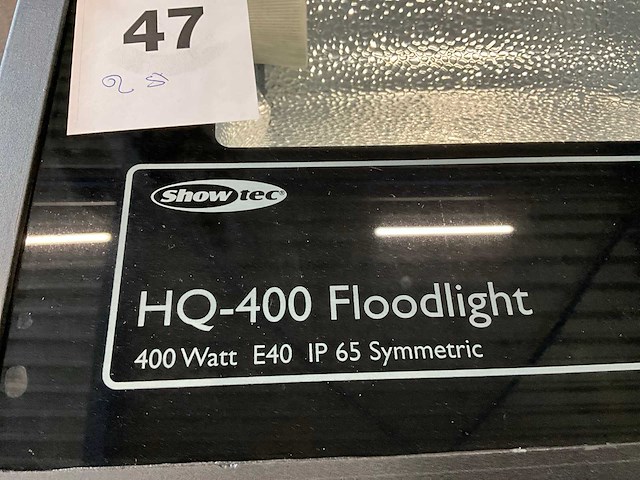 47
Showtec®
HQ-400 Floodlight
400 Watt E40 IP 65 Symmetric